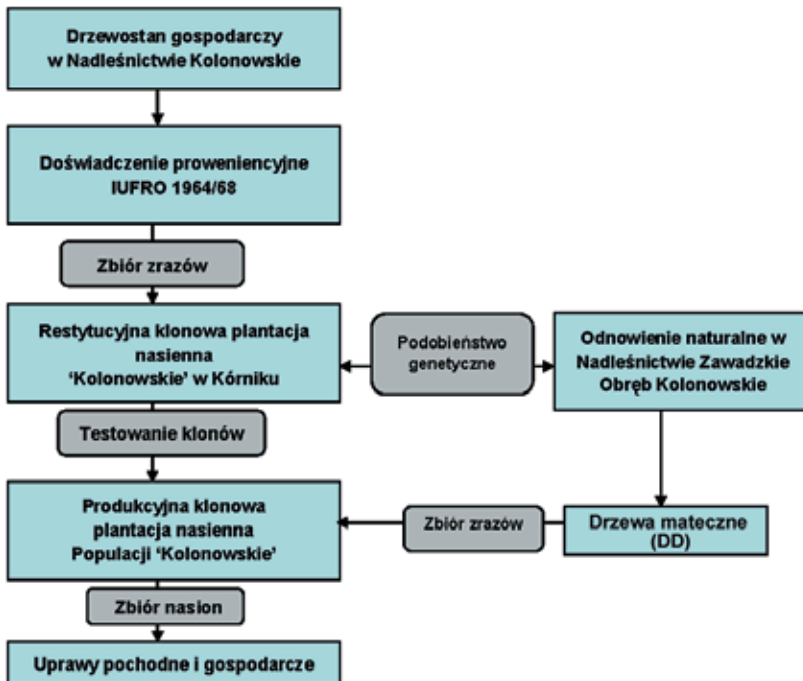 Drzewostan gospodarczy
w Nadleśnictwie Kolonowskie
Doświadczenie proweniencyjne
IUFRO 1964/68
Zbiór zrazów
Restytucyjna klonowa plantacja
nasienna
‘Kolonowskie’ w Kórniku
Podobieństwo
genetyczne
Odnowienie naturalne w
Nadleśnictwie Zawadzkie
Obręb Kolonowskie
Testowanie klonów
Produkcyjna klonowa
plantacja nasienna
Populacji ‘Kolonowskie’
Zbiór zrazów
Drzewa mateczne
(DD)
Zbiór nasion
Uprawy pochodne i gospodarcze